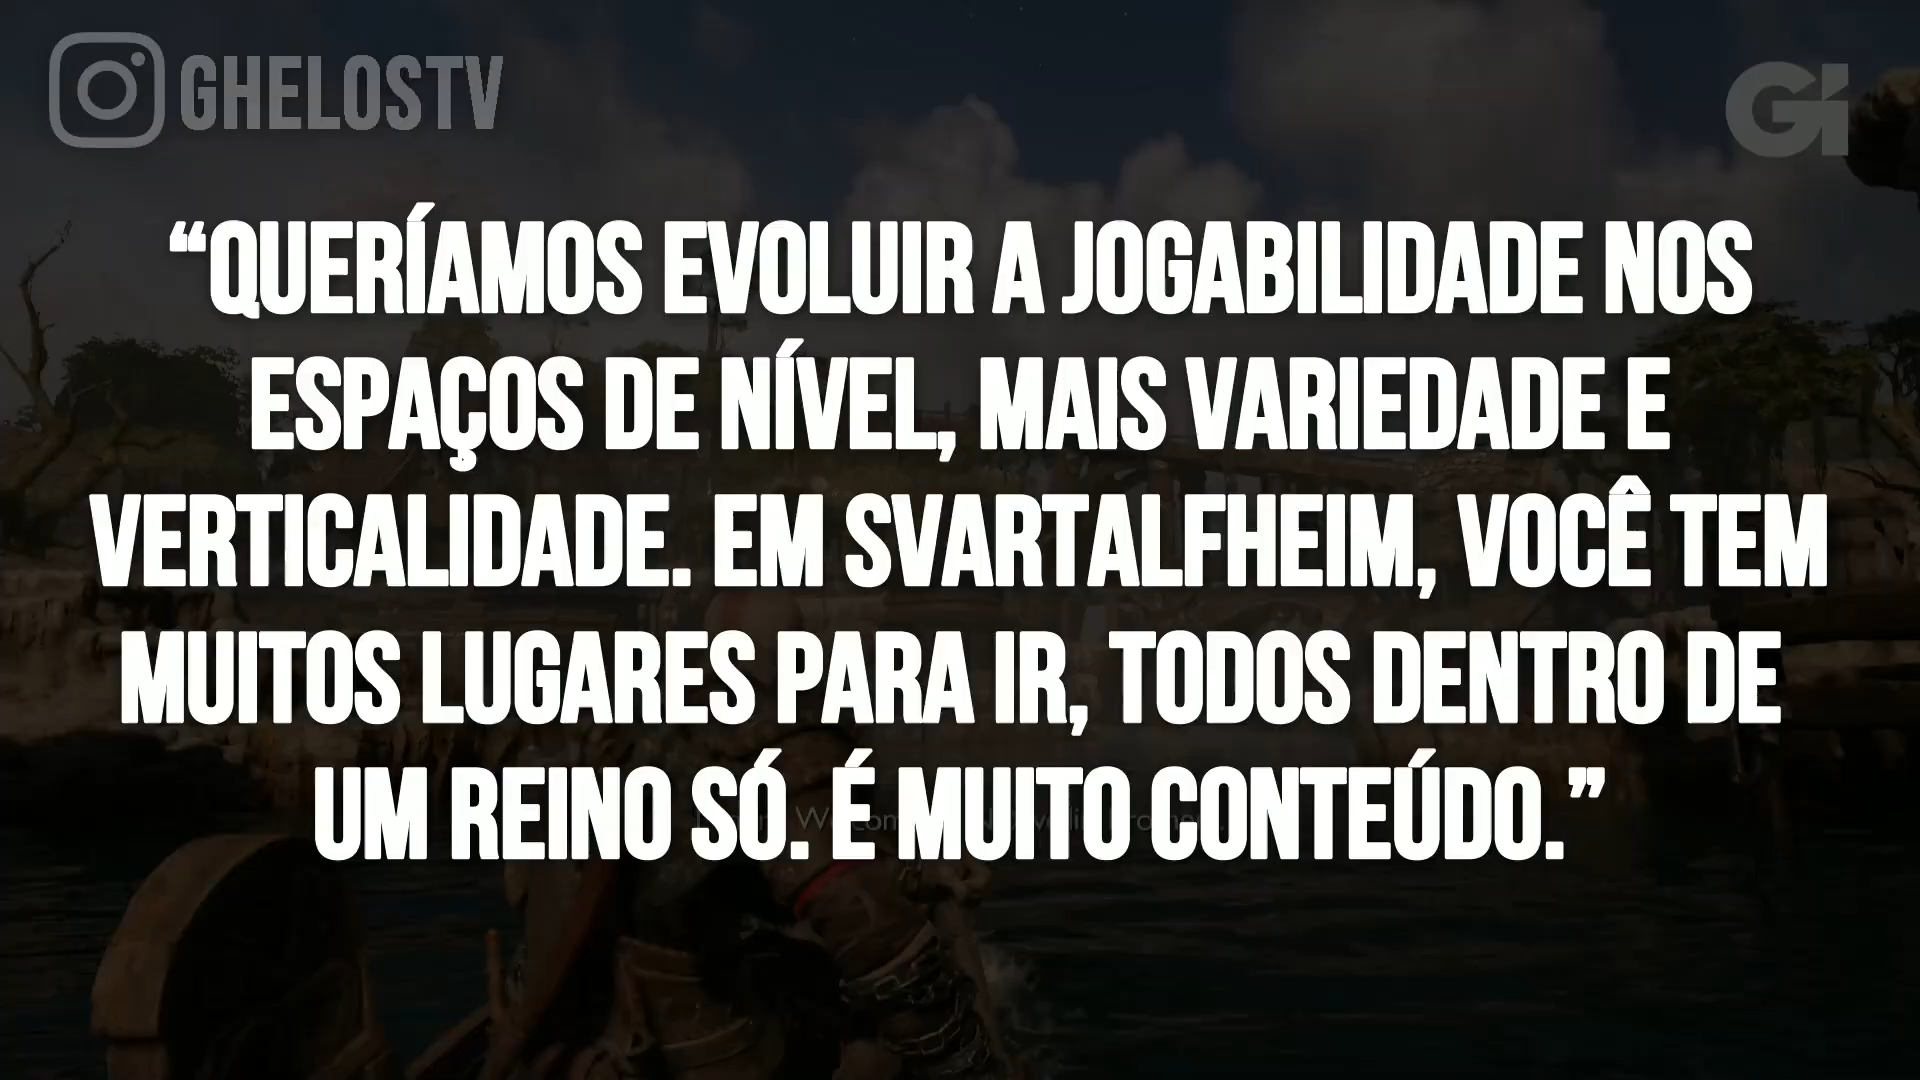 GHELOSTV
GI
“QUERÍAMOS EVOLUIR A JOGABILIDADE NOS
ESPAÇOS DE NÍVEL, MAIS VARIEDADE E
VERTICALIDADE. EM SVARTALFHEIM, VOCÊ TEM
MUITOS LUGARES PARA IR, TODOS DENTRO DE
UM REINO SÓ. É MUITO CONTEÚDO.”